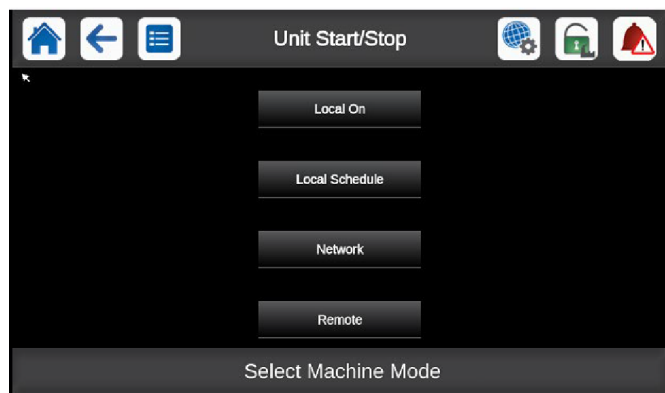 Unit Start/Stop
Local On
Local Schedule
Network
Remote
Select Machine Mode